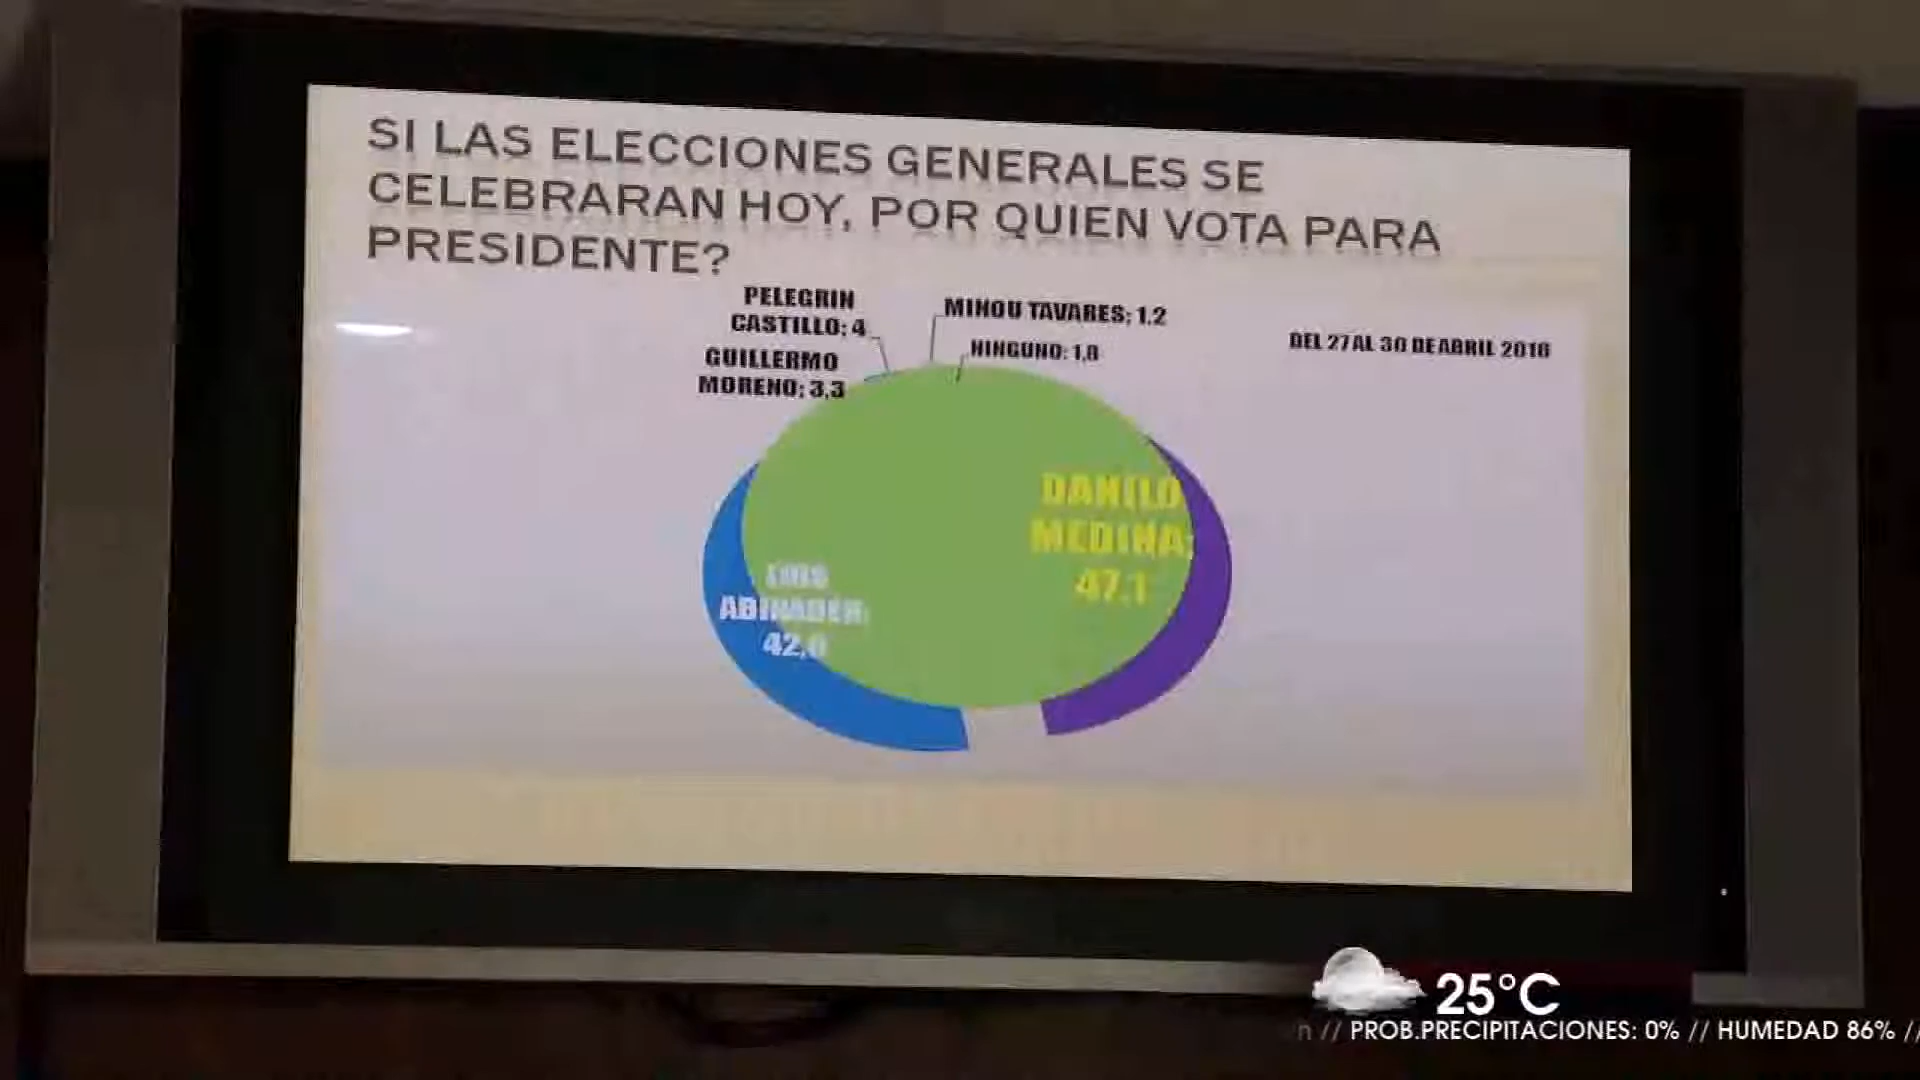 SI LAS ELECCIONES GENERALES SE
CELEBRARAN HOY, POR QUIEN VOTA PARA
PRESIDENTE?
PELEGRIN
CASTILLO; 4
GUILLERMO
MORENO; 3,3
MINOU TAVARES; 1.2
NINGUNO; 1,8
DEL 27 AL 30 DE ABRIL 2016
DANILO
MEDINA;
47.1
LUIS
ABINADER;
42,6
25°C
// PROB.PRECIPITACIONES: 0% // HUMEDAD 86% //